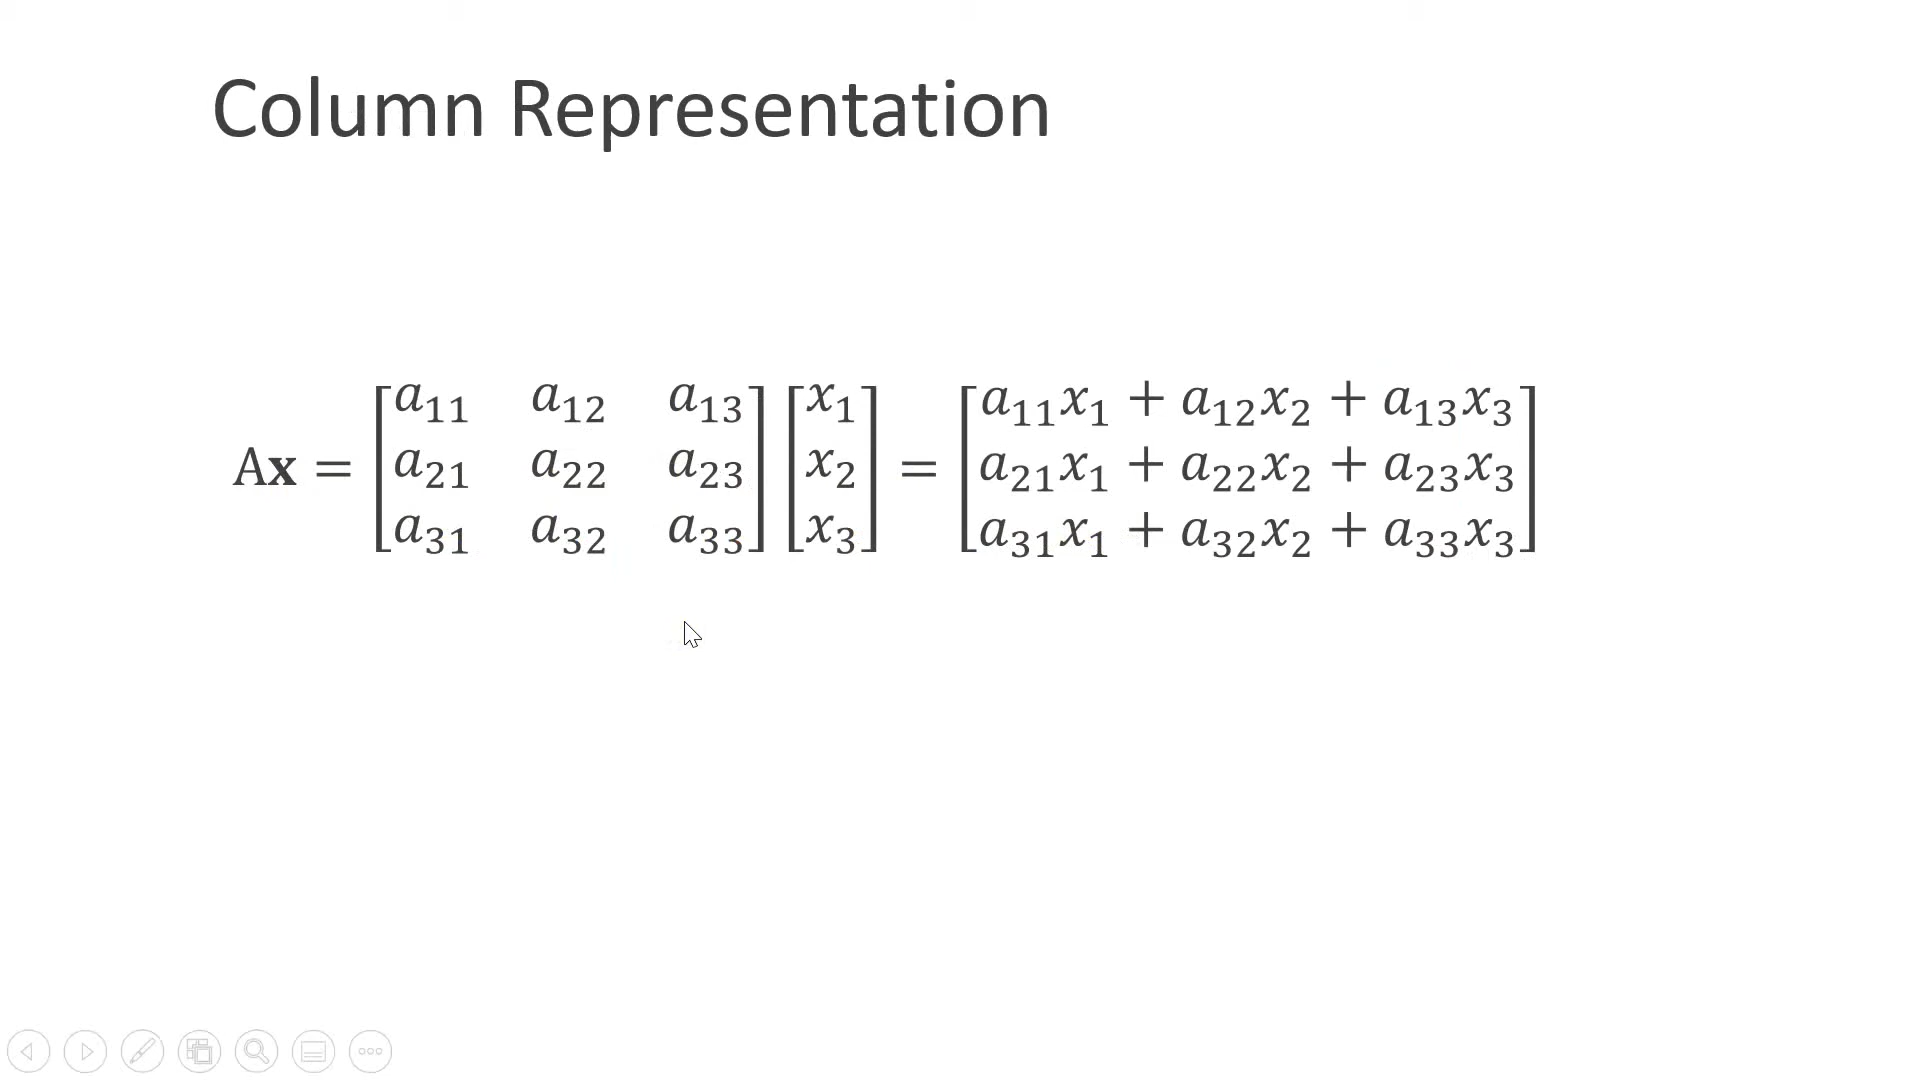 Column Representation
A𝐱 = [a₁₁ a₁₂ a₁₃; a₂₁ a₂₂ a₂₃; a₃₁ a₃₂ a₃₃] [x₁; x₂; x₃] = [a₁₁x₁ + a₁₂x₂ + a₁₃x₃; a₂₁x₁ + a₂₂x₂ + a₂₃x₃; a₃₁x₁ + a₃₂x₂ + a₃₃x₃]